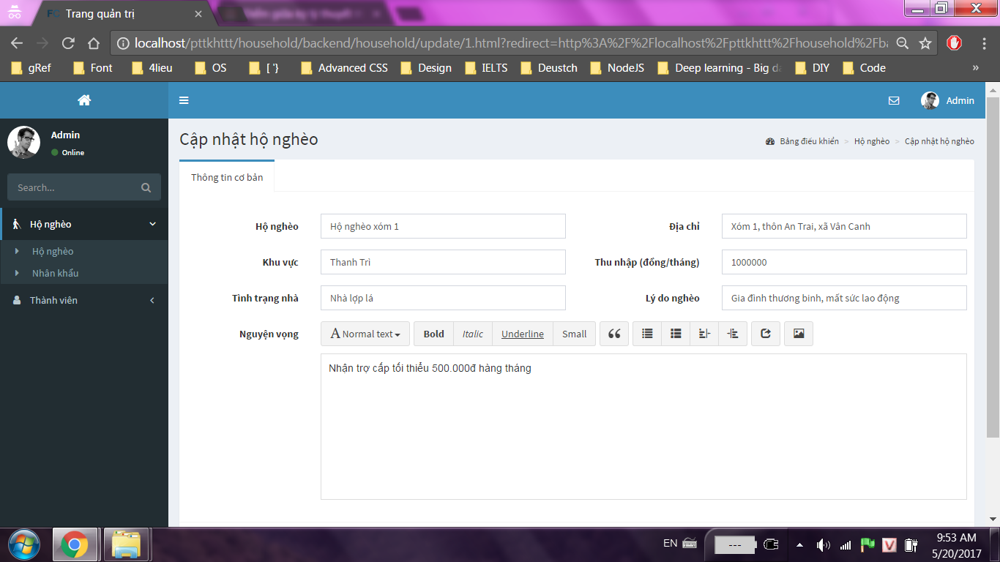 FC Trang quản trị
localhost/pttkhttt/household/backend/household/update/1.html?redirect=http%3A%2F%2Flocalhost%2Fpttkhttt%2Fhousehold%2Fba
gRef Font 4lieu OS [ '} Advanced CSS Design IELTS Deustch NodeJS Deep learning - Big da DIY Code »
Admin
Admin
Online
Search...
Hộ nghèo
Hộ nghèo
Nhân khẩu
Thành viên
Cập nhật hộ nghèo
Bảng điều khiển > Hộ nghèo > Cập nhật hộ nghèo
Thông tin cơ bản
Hộ nghèo Hộ nghèo xóm 1 Địa chỉ Xóm 1, thôn An Trai, xã Vân Canh
Khu vực Thanh Trì Thu nhập (đồng/tháng) 1000000
Tình trạng nhà Nhà lợp lá Lý do nghèo Gia đình thương binh, mất sức lao động
Nguyện vọng A Normal text Bold Italic Underline Small
Nhận trợ cấp tối thiểu 500.000đ hàng tháng
EN --- V 9:53 AM
5/20/2017